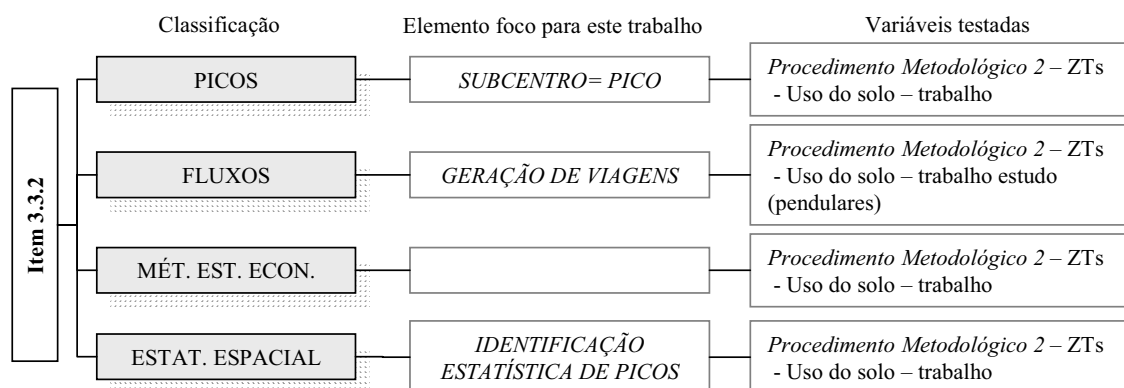 Classificação
Elemento foco para este trabalho
Variáveis testadas
Item 3.3.2
PICOS
SUBCENTRO= PICO
Procedimento Metodológico 2 – ZTs
- Uso do solo – trabalho
FLUXOS
GERAÇÃO DE VIAGENS
Procedimento Metodológico 2 – ZTs
- Uso do solo – trabalho estudo
(pendulares)
MÉT. EST. ECON.
Procedimento Metodológico 2 – ZTs
- Uso do solo – trabalho
ESTAT. ESPACIAL
IDENTIFICAÇÃO
ESTATÍSTICA DE PICOS
Procedimento Metodológico 2 – ZTs
- Uso do solo – trabalho